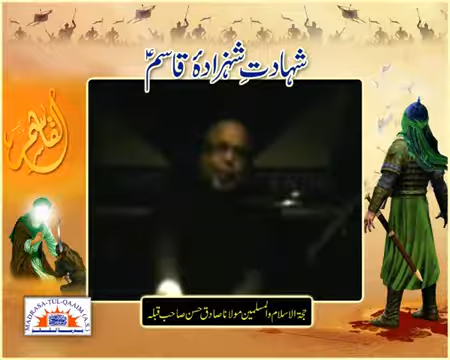 شہادتِ شہزادۂ قاسمؑ
القاسم
حجۃ الاسلام والمسلمین مولانا صادق حسن صاحب قبلہ
MADRASA-TUL-QAAIM (A.S.)